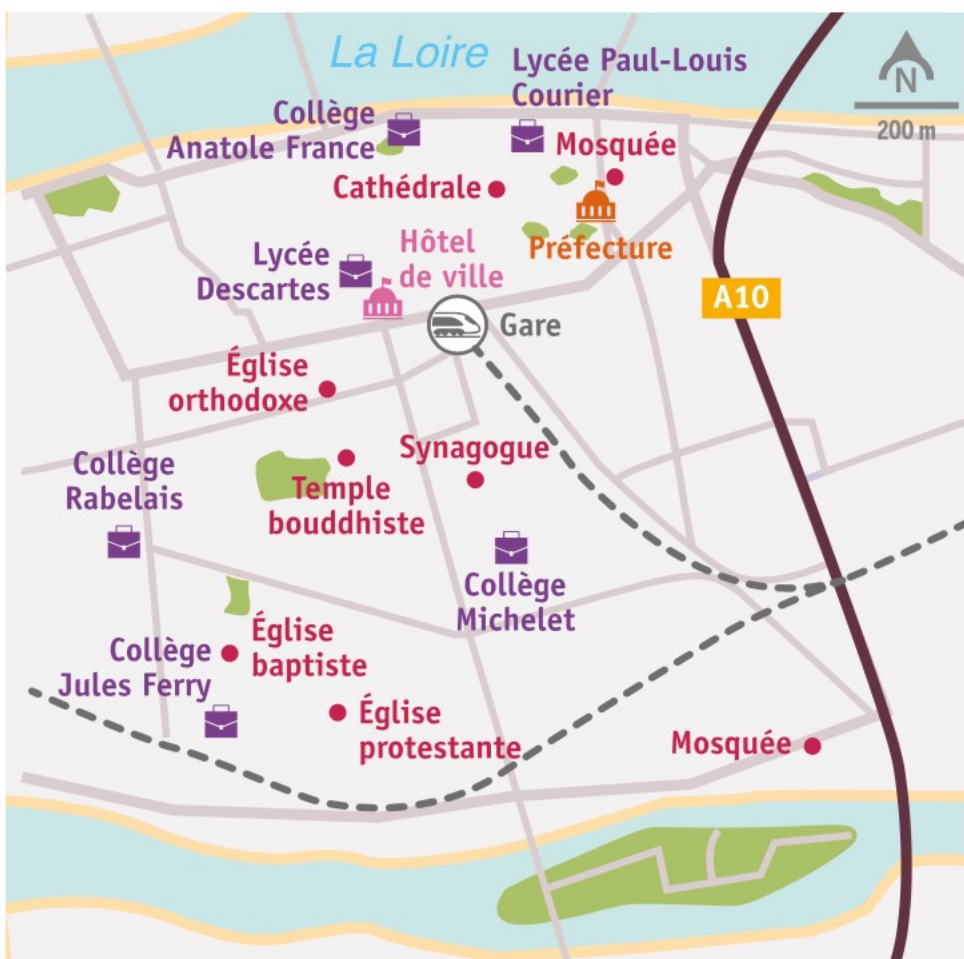 La Loire
Lycée Paul-Louis
Courier
N
200 m
Collège
Anatole France
Mosquée
Cathédrale
Préfecture
Lycée
Descartes
Hôtel
de ville
A10
Gare
Église
orthodoxe
Synagogue
Collège
Rabelais
Temple
bouddhiste
Collège
Michelet
Église
baptiste
Collège
Jules Ferry
Église
protestante
Mosquée